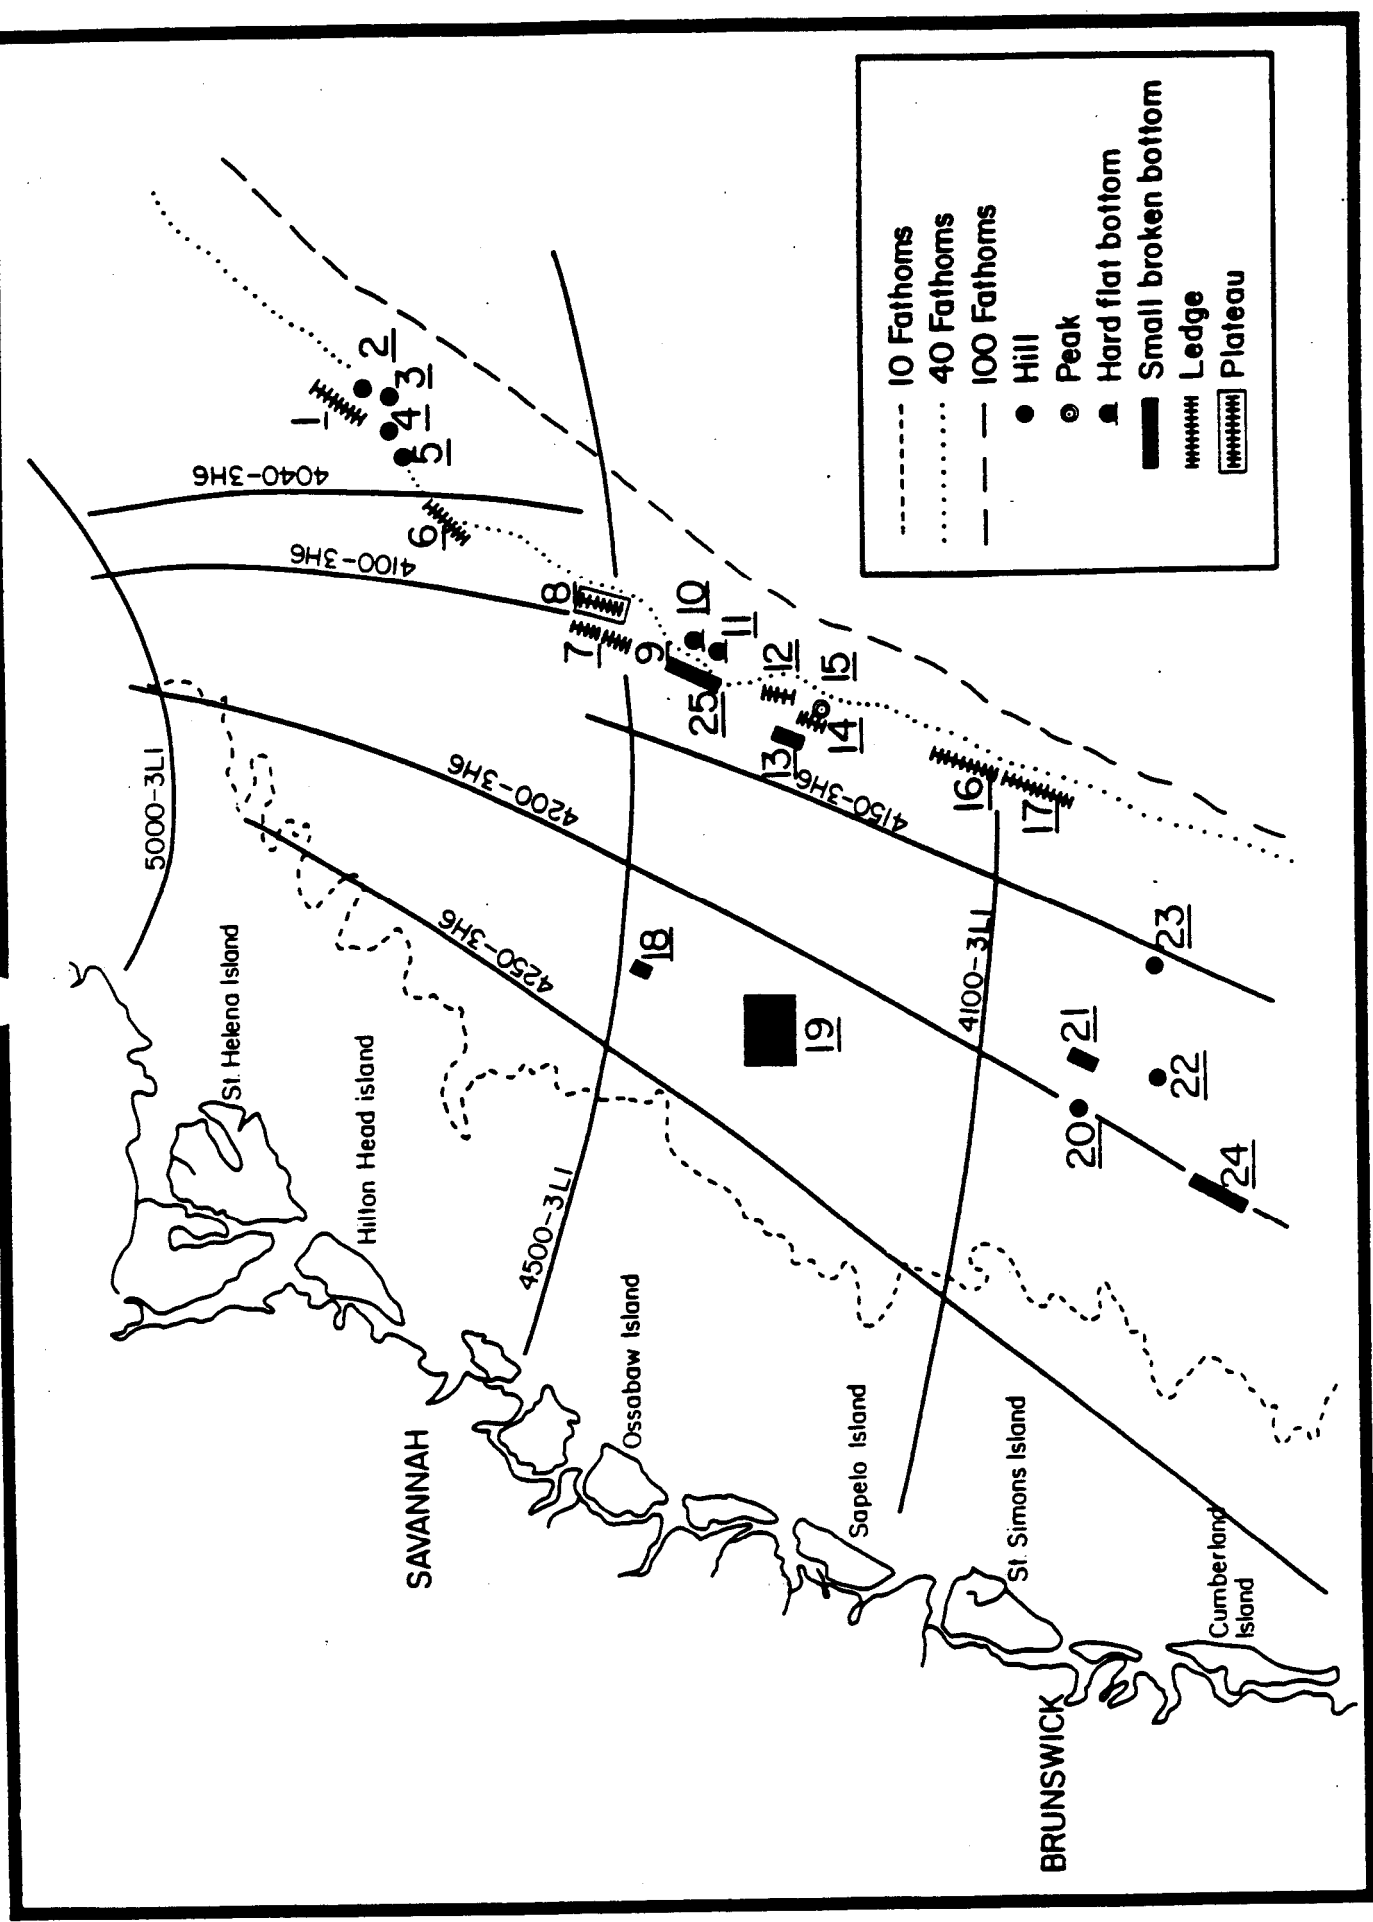 10 Fathoms
40 Fathoms
100 Fathoms
Hill
Peak
Hard flat bottom
Small broken bottom
Ledge
Plateau
5000-3L1
4040-3H6
4100-3H6
4200-3H6
4250-3H6
4150-3H6
4500-3L1
4100-3L1
1
2
3
4
5
6
7
8
9
10
11
12
13
14
15
16
17
18
19
20
21
22
23
24
25
St. Helena Island
Hilton Head island
SAVANNAH
Ossabaw Island
Sapelo Island
St. Simons Island
BRUNSWICK
Cumberland
Island